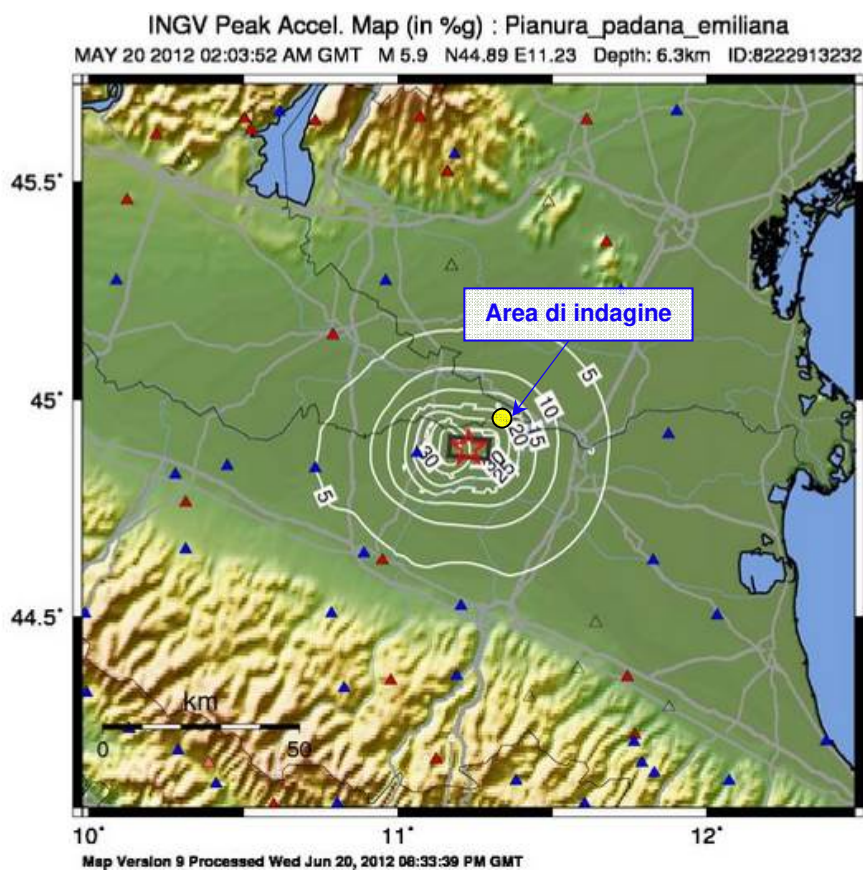 INGV Peak Accel. Map (in %g) : Pianura_padana_emiliana
MAY 20 2012 02:03:52 AM GMT M 5.9 N44.89 E11.23 Depth: 6.3km ID:82229132320
45.5˚
Area di indagine
5
45˚
10
15
20
30
5
44.5˚
km
0 50
10˚ 11˚ 12˚
Map Version 9 Processed Wed Jun 20, 2012 08:33:39 PM GMT